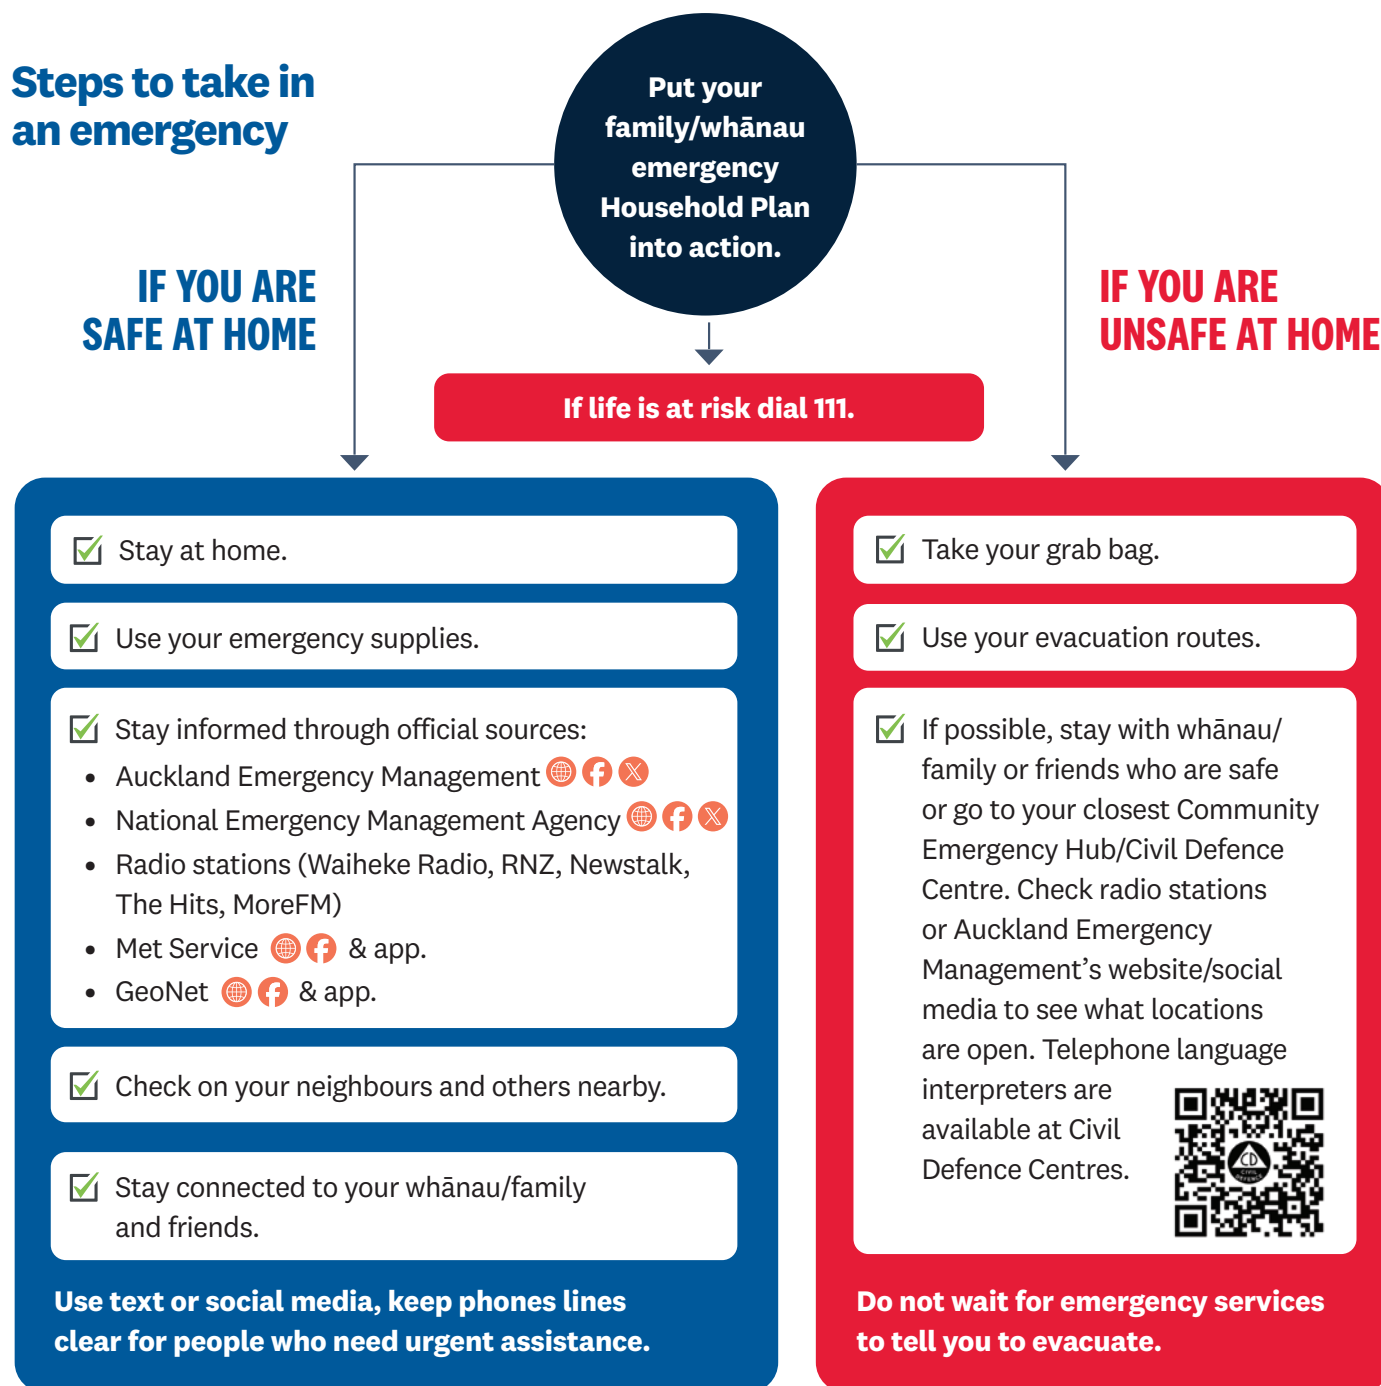 Steps to take in
an emergency
Put your
family/whānau
emergency
Household Plan
into action.
IF YOU ARE
SAFE AT HOME
IF YOU ARE
UNSAFE AT HOME
If life is at risk dial 111.
Stay at home.
Use your emergency supplies.
Stay informed through official sources:
• Auckland Emergency Management
• National Emergency Management Agency
• Radio stations (Waiheke Radio, RNZ, Newstalk,
The Hits, MoreFM)
• Met Service & app.
• GeoNet & app.
Check on your neighbours and others nearby.
Stay connected to your whānau/family
and friends.
Use text or social media, keep phones lines
clear for people who need urgent assistance.
Take your grab bag.
Use your evacuation routes.
If possible, stay with whānau/
family or friends who are safe
or go to your closest Community
Emergency Hub/Civil Defence
Centre. Check radio stations
or Auckland Emergency
Management’s website/social
media to see what locations
are open. Telephone language
interpreters are
available at Civil
Defence Centres.
CD
CIVIL
DEFENCE
Do not wait for emergency services
to tell you to evacuate.